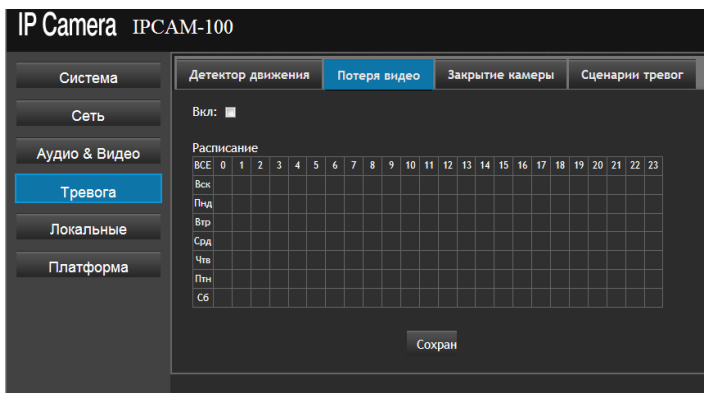 IP Camera IPCAM-100
Система
Сеть
Аудио & Видео
Тревога
Локальные
Платформа
Детектор движения Потеря видео Закрытие камеры Сценарии тревог
Вкл:
Расписание
ВСЕ 0 1 2 3 4 5 6 7 8 9 10 11 12 13 14 15 16 17 18 19 20 21 22 23
Вск
Пнд
Втр
Срд
Чтв
Птн
Сб
Сохран